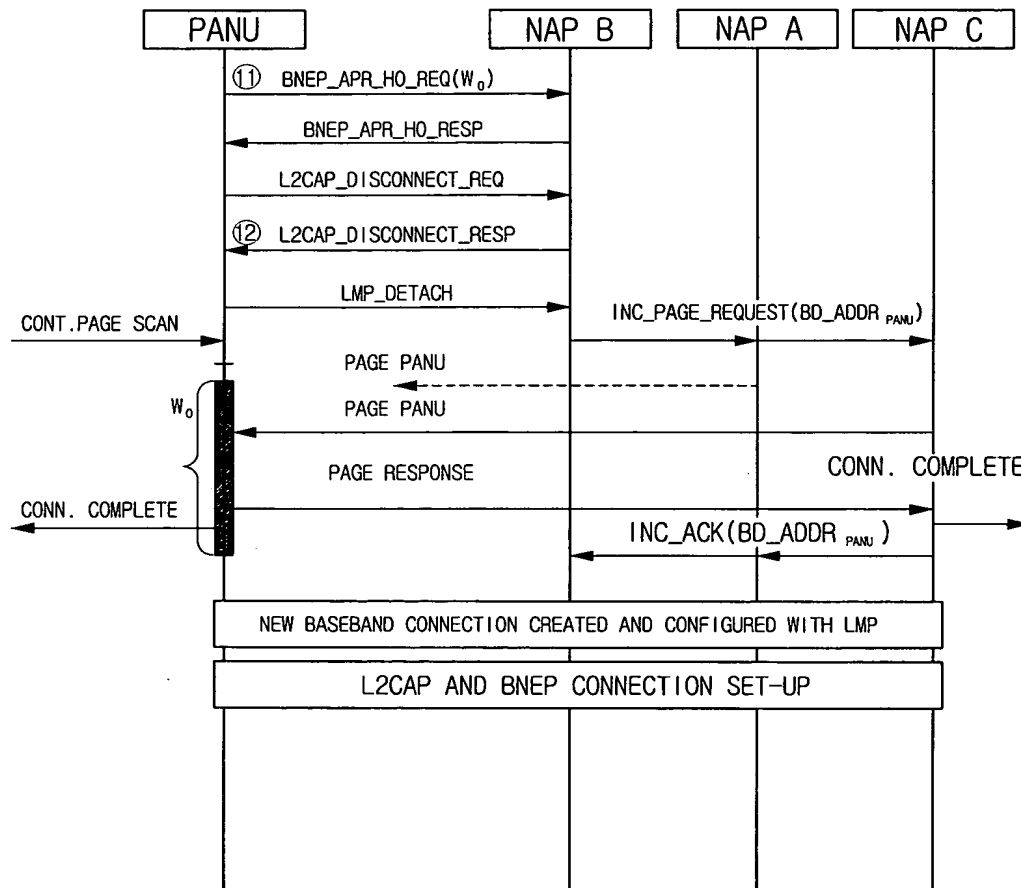 PANU
NAP B
NAP A
NAP C
⑪ BNEP_APR_HO_REQ(W₀)
BNEP_APR_HO_RESP
L2CAP_DISCONNECT_REQ
⑫ L2CAP_DISCONNECT_RESP
LMP_DETACH
CONT.PAGE SCAN
INC_PAGE_REQUEST(BD_ADDR PANU)
PAGE PANU
W₀
PAGE PANU
PAGE RESPONSE
CONN. COMPLETE
CONN. COMPLETE
INC_ACK(BD_ADDR PANU)
NEW BASEBAND CONNECTION CREATED AND CONFIGURED WITH LMP
L2CAP AND BNEP CONNECTION SET-UP